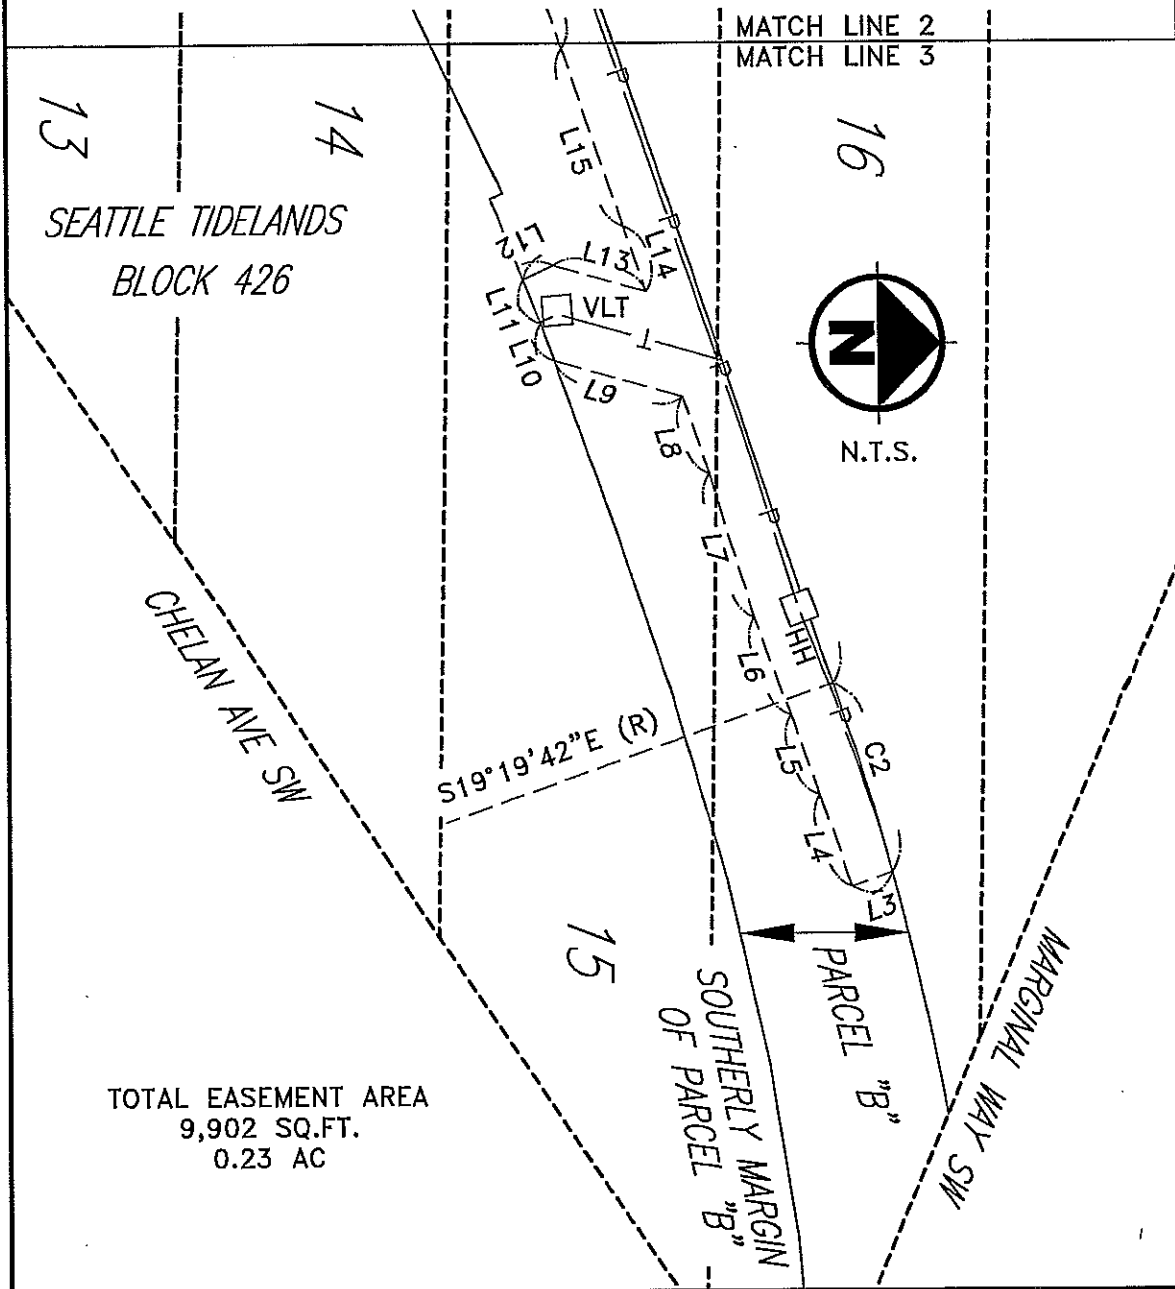 MATCH LINE 2
MATCH LINE 3
13
14
16
L15
SEATTLE TIDELANDS
BLOCK 426
L12
L13
L14
L11
VLT
T
L10
L9
P
P
P
P
P
N
N.T.S.
L8
L7
HH
L6
CHELAN AVE SW
S19°19'42"E (R)
L5
C2
L4
L3
15
PARCEL "B"
SOUTHERLY MARGIN
OF PARCEL "B"
MARGINAL WAY SW
TOTAL EASEMENT AREA
9,902 SQ.FT.
0.23 AC